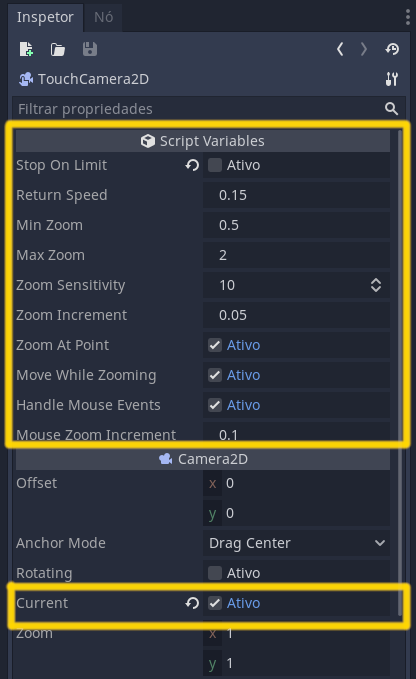 Inspetor Nó
TouchCamera2D
Filtrar propriedades
Script Variables
Stop On Limit Ativo
Return Speed 0.15
Min Zoom 0.5
Max Zoom 2
Zoom Sensitivity 10
Zoom Increment 0.05
Zoom At Point Ativo
Move While Zooming Ativo
Handle Mouse Events Ativo
Mouse Zoom Increment 0.1
Camera2D
Offset x 0
y 0
Anchor Mode Drag Center
Rotating Ativo
Current Ativo
Zoom x 1
y 1